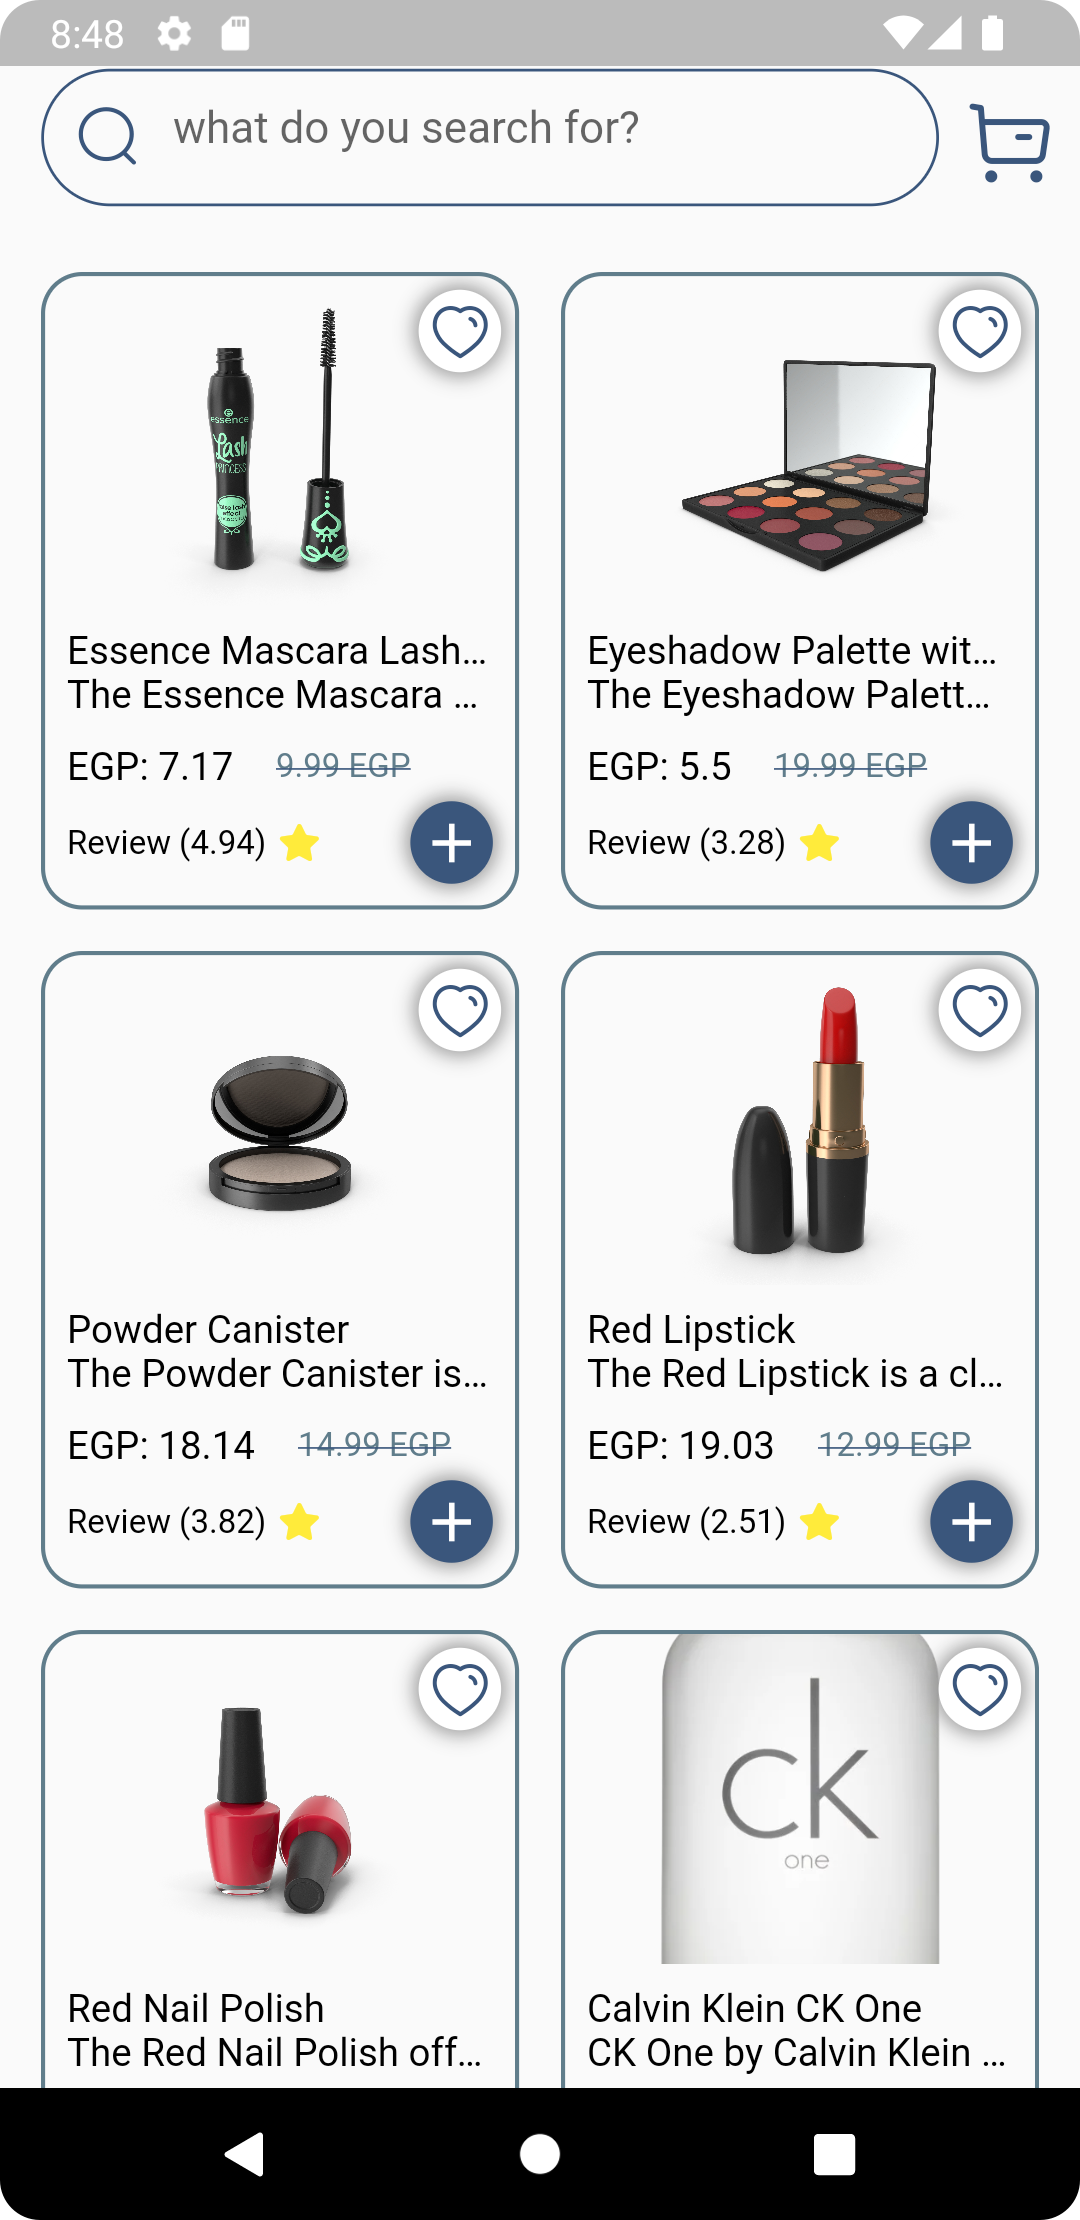 8:48
what do you search for?
essence
Lash
PRINCESS
Essence Mascara Lash...
The Essence Mascara ...
EGP: 7.17 9.99 EGP
Review (4.94)
Eyeshadow Palette wit...
The Eyeshadow Palett...
EGP: 5.5 19.99 EGP
Review (3.28)
Powder Canister
The Powder Canister is...
EGP: 18.14 14.99 EGP
Review (3.82)
Red Lipstick
The Red Lipstick is a cl...
EGP: 19.03 12.99 EGP
Review (2.51)
Red Nail Polish
The Red Nail Polish off...
ck
one
Calvin Klein CK One
CK One by Calvin Klein ...